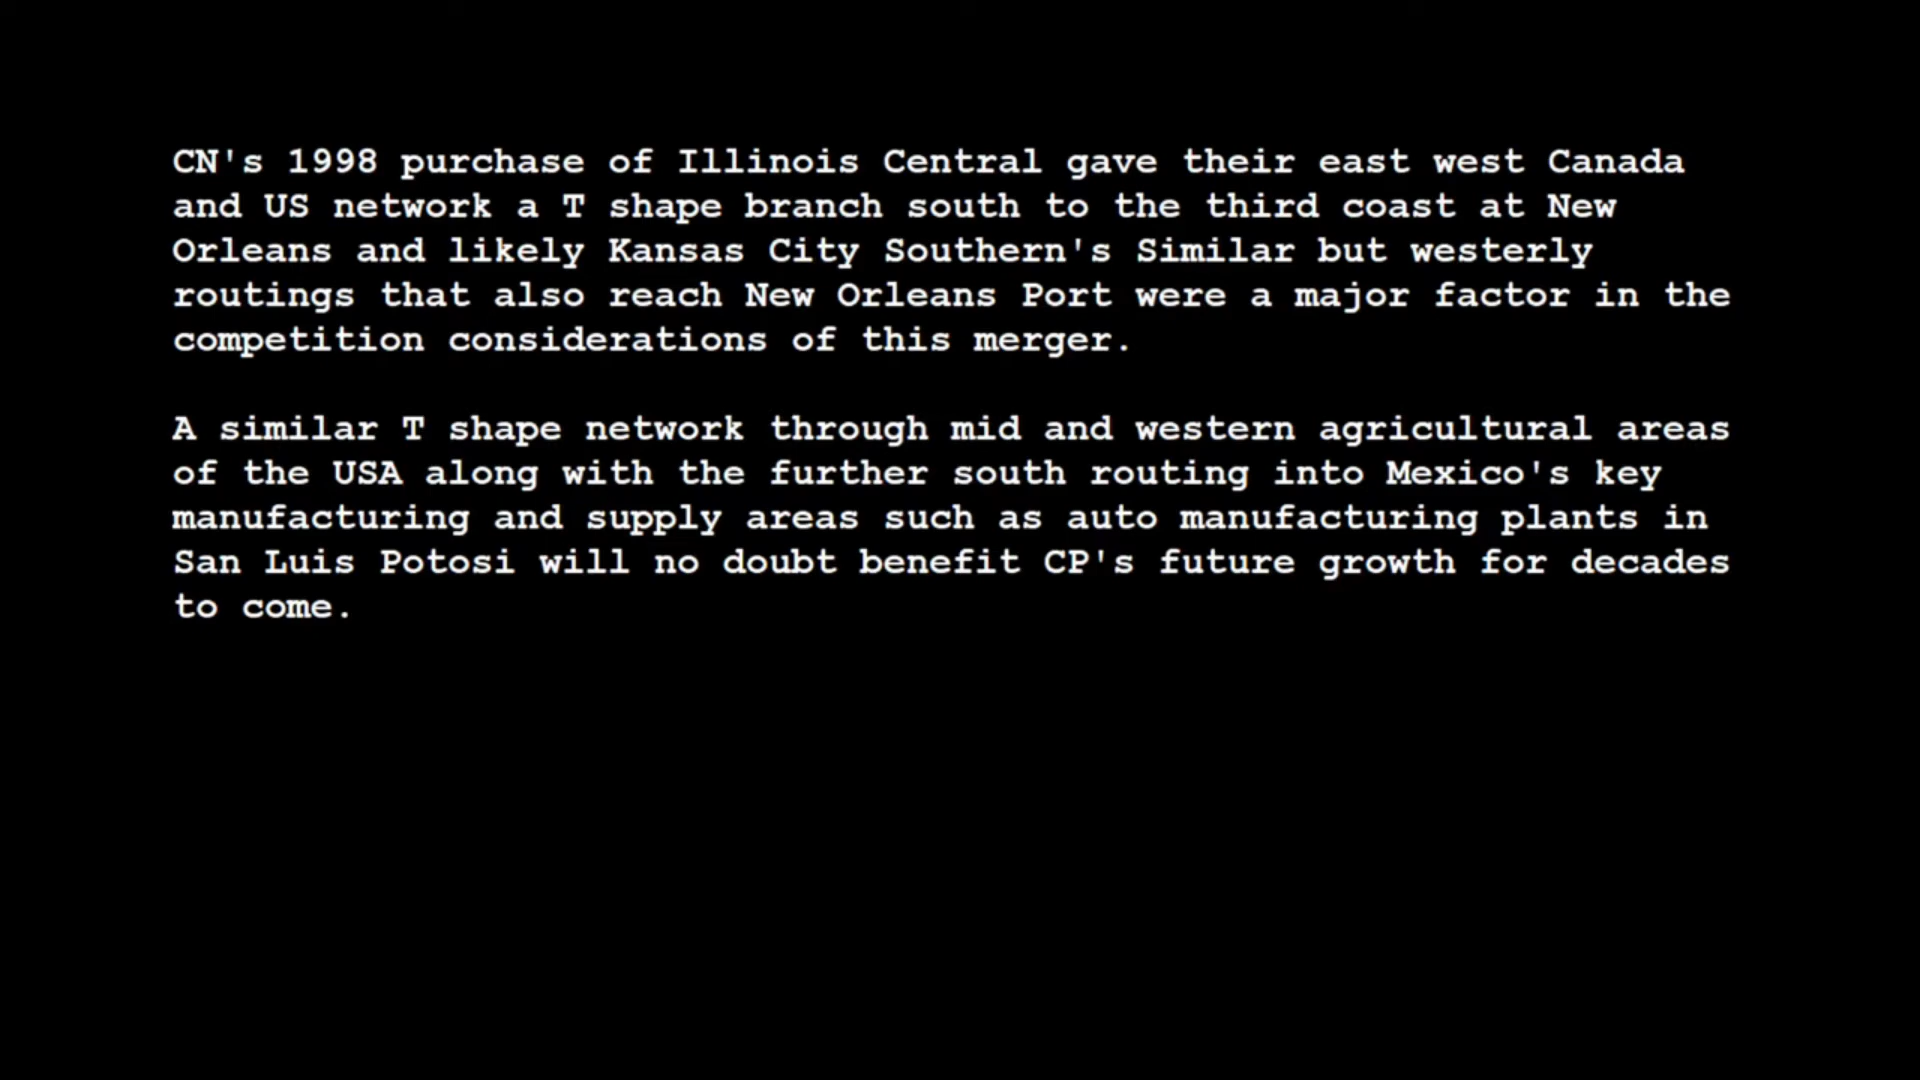 CN's 1998 purchase of Illinois Central gave their east west Canada
and US network a T shape branch south to the third coast at New
Orleans and likely Kansas City Southern's Similar but westerly
routings that also reach New Orleans Port were a major factor in the
competition considerations of this merger.
A similar T shape network through mid and western agricultural areas
of the USA along with the further south routing into Mexico's key
manufacturing and supply areas such as auto manufacturing plants in
San Luis Potosi will no doubt benefit CP's future growth for decades
to come.